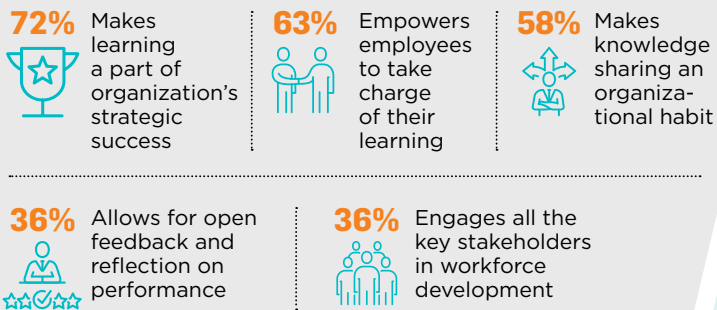 72% Makes
learning
a part of
organization's
strategic
success
63% Empowers
employees
to take
charge
of their
learning
58% Makes
knowledge
sharing an
organiza-
tional habit
36% Allows for open
feedback and
reflection on
performance
36% Engages all the
key stakeholders
in workforce
development